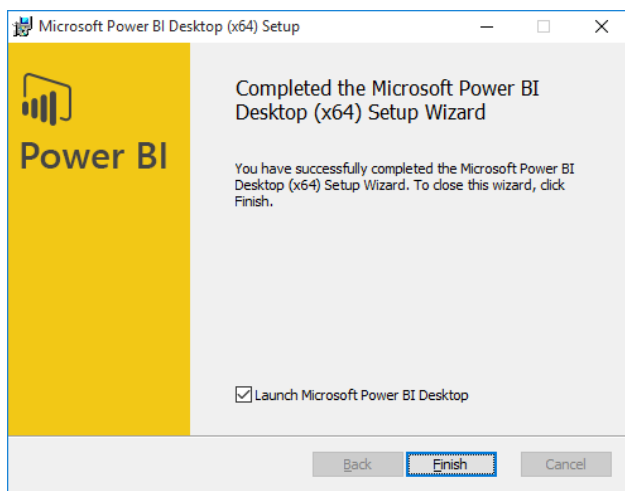 Microsoft Power BI Desktop (x64) Setup
Power BI
Completed the Microsoft Power BI
Desktop (x64) Setup Wizard
You have successfully completed the Microsoft Power BI
Desktop (x64) Setup Wizard. To close this wizard, click
Finish.
Launch Microsoft Power BI Desktop
Back Finish Cancel